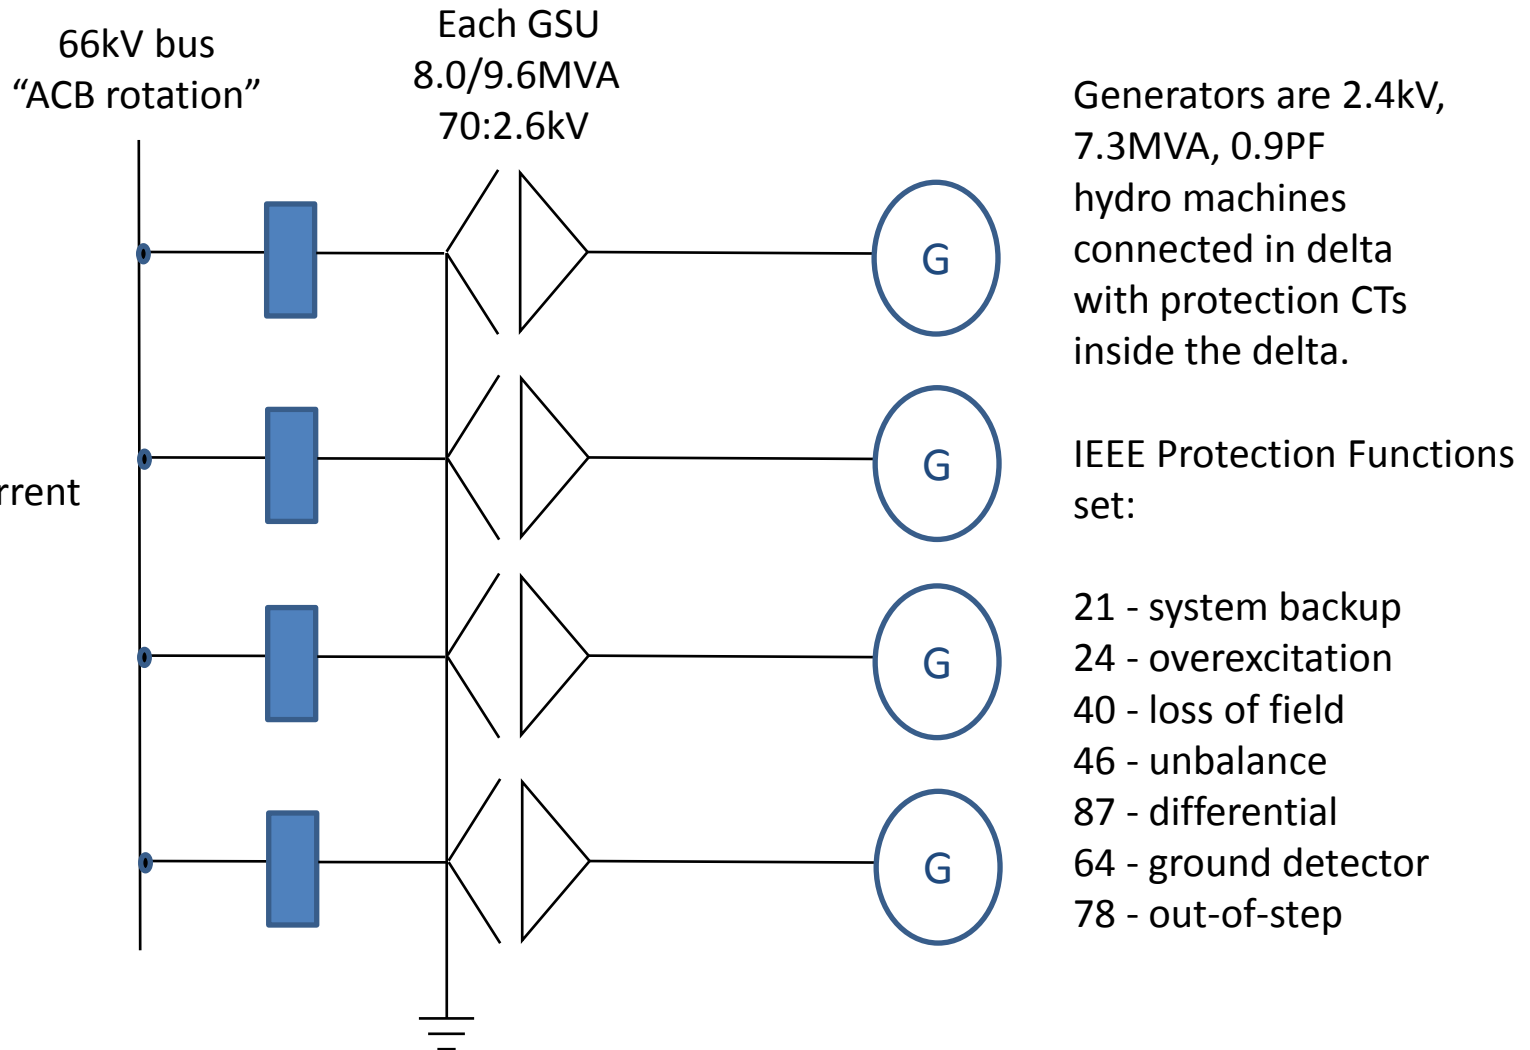 66kV bus
“ACB rotation”
Each GSU
8.0/9.6MVA
70:2.6kV
Generators are 2.4kV,
7.3MVA, 0.9PF
hydro machines
connected in delta
with protection CTs
inside the delta.
IEEE Protection Functions
set:
21 - system backup
24 - overexcitation
40 - loss of field
46 - unbalance
87 - differential
64 - ground detector
78 - out-of-step
rrent
G
G
G
G